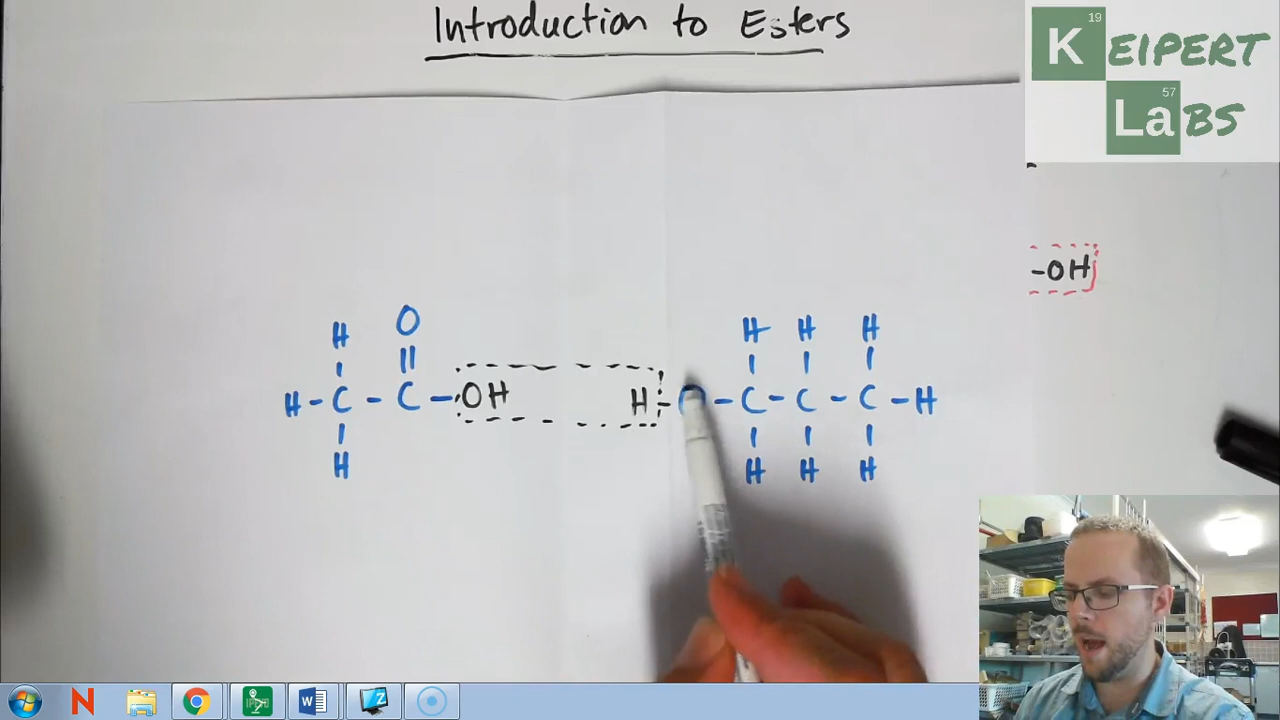 Introduction to Esters
19
KEIPERT
57
LaBS
-OH
H O H H H
|| 
H - C - C - OH H - O - C - C - C - H
H H H H
N
W
Z